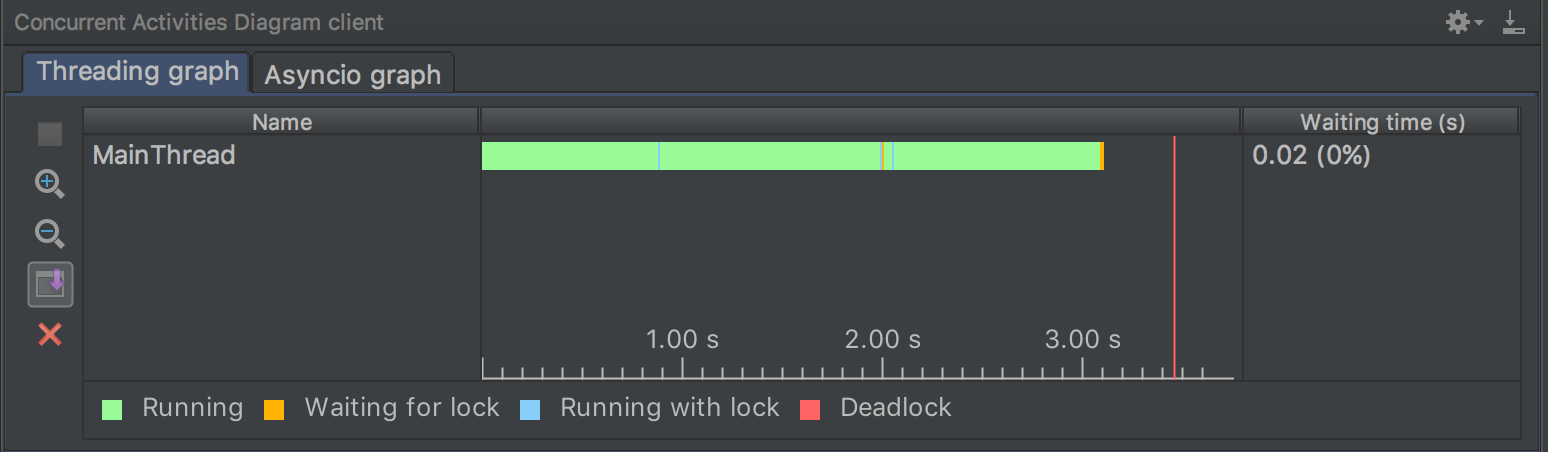 Concurrent Activities Diagram client
Threading graph Asyncio graph
Name Waiting time (s)
MainThread 0.02 (0%)
1.00 s 2.00 s 3.00 s
Running Waiting for lock Running with lock Deadlock